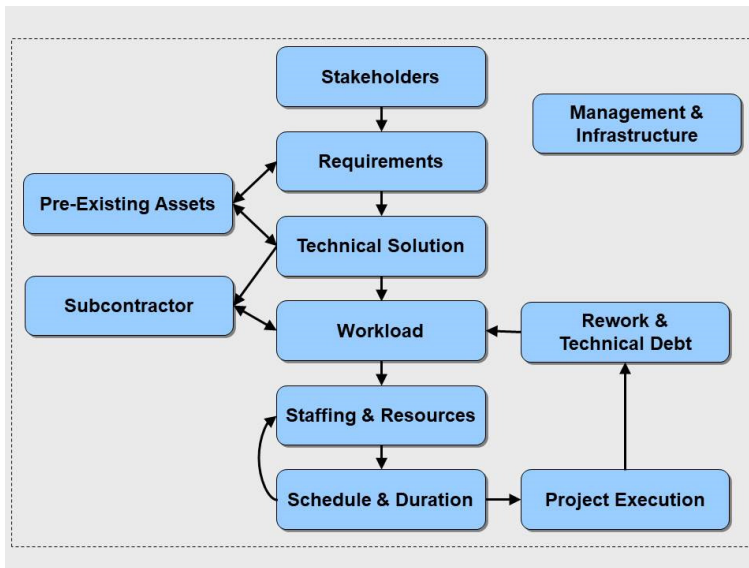 Stakeholders
Management &
Infrastructure
Requirements
Pre-Existing Assets
Technical Solution
Subcontractor
Workload
Rework &
Technical Debt
Staffing & Resources
Schedule & Duration
Project Execution